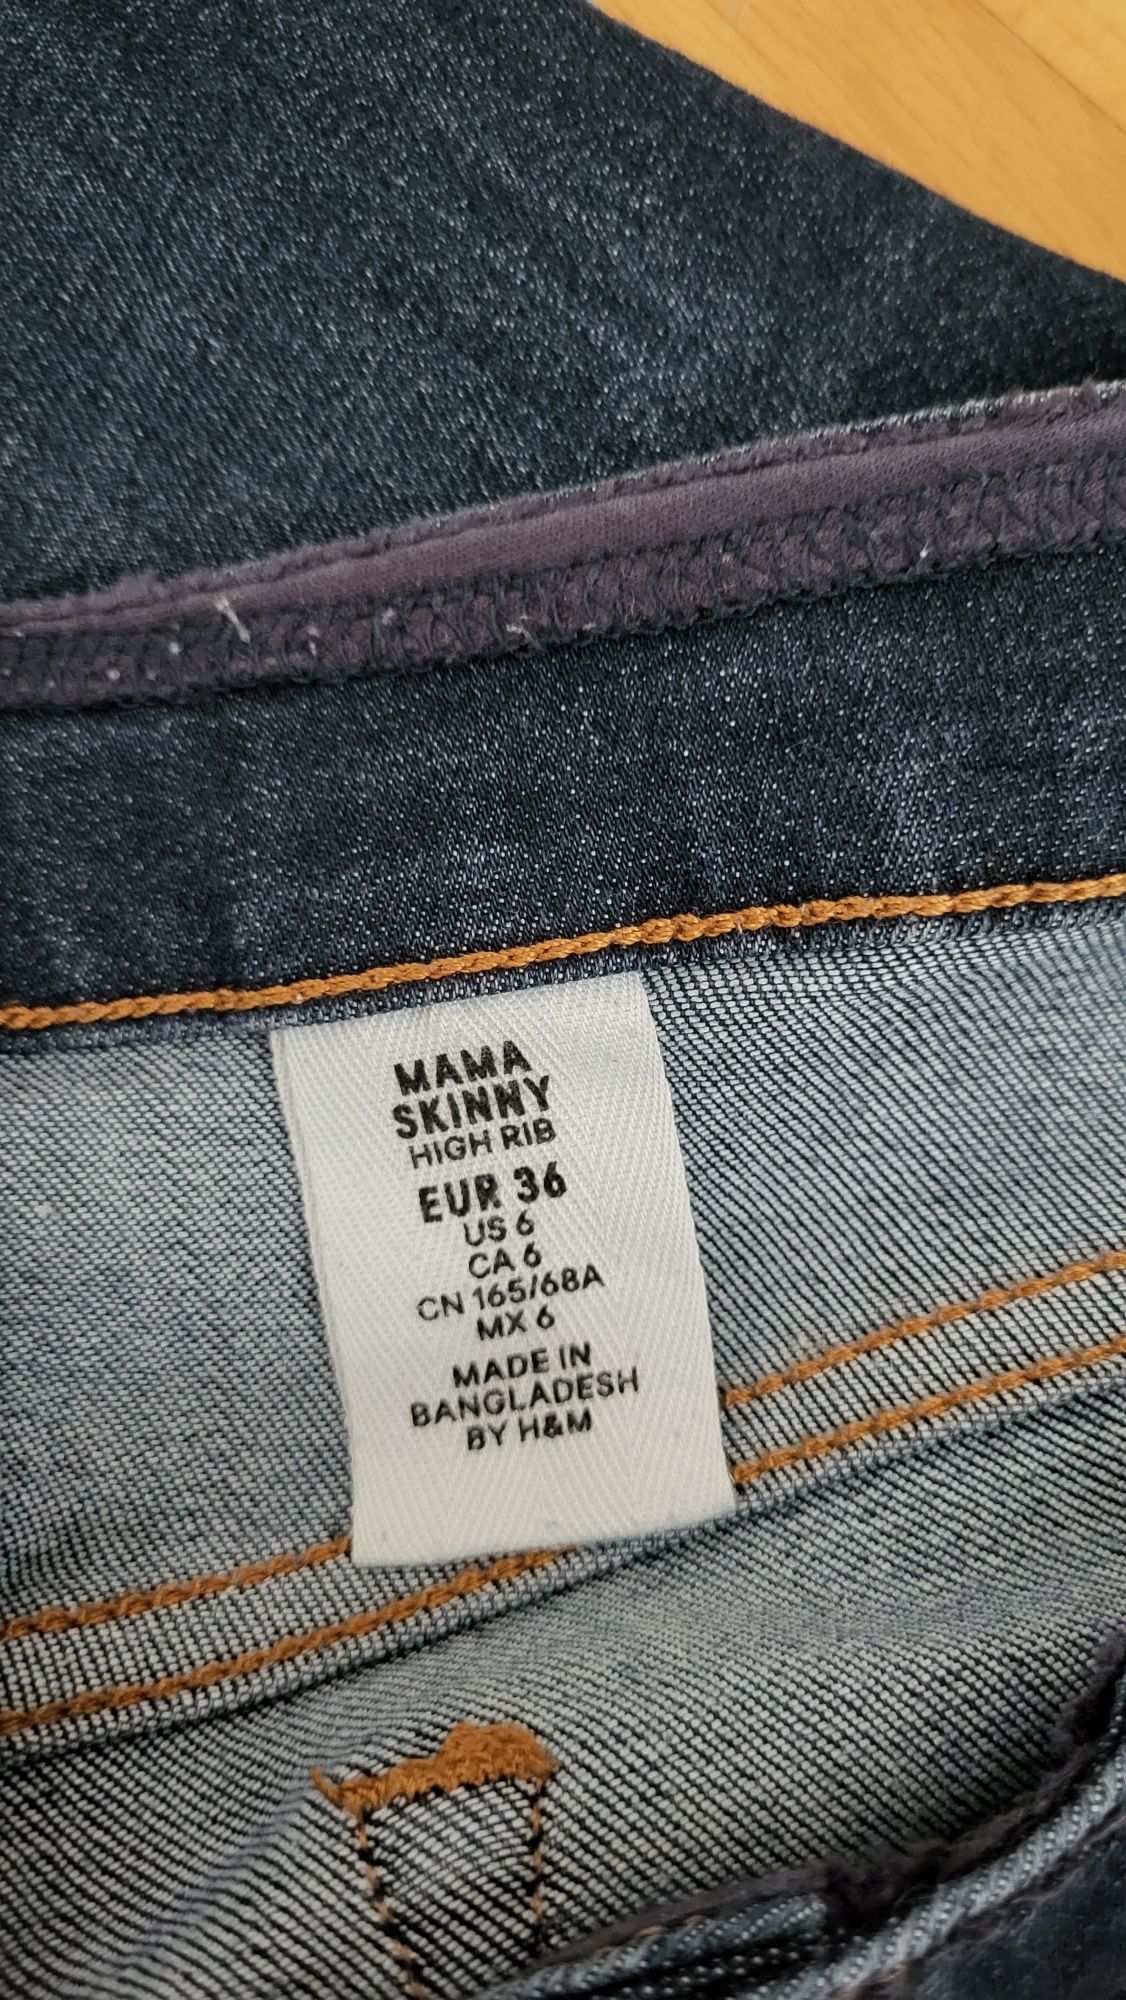 MAMA
SKINNY
HIGH RIB
EUR 36
US 6
CA 6
CN 165/68A
MX 6
MADE IN
BANGLADESH
BY H&M